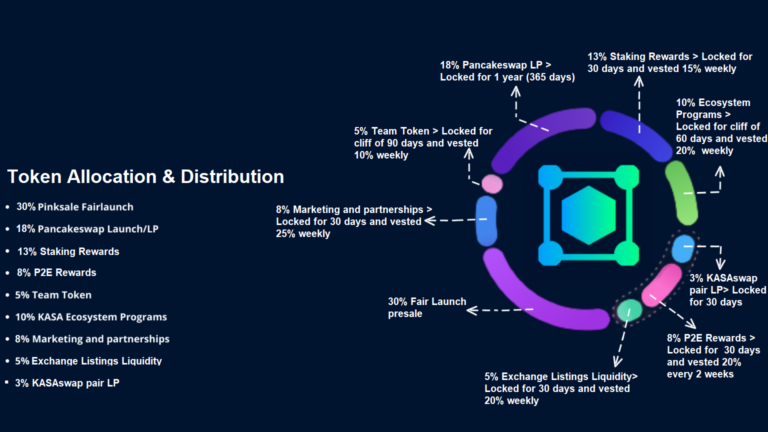 Token Allocation & Distribution
30% Pinksale Fairlaunch
18% Pancakeswap Launch/LP
13% Staking Rewards
8% P2E Rewards
5% Team Token
10% KASA Ecosystem Programs
8% Marketing and partnerships
5% Exchange Listings Liquidity
3% KASAswap pair LP
18% Pancakeswap LP >
Locked for 1 year (365 days)
13% Staking Rewards > Locked for
30 days and vested 15% weekly
10% Ecosystem
Programs >
Locked for cliff of
60 days and vested
20% weekly
5% Team Token > Locked for
cliff of 90 days and vested
10% weekly
8% Marketing and partnerships >
Locked for 30 days and vested
25% weekly
3% KASAswap
pair LP> Locked
for 30 days
30% Fair Launch
presale
8% P2E Rewards >
Locked for 30 days
and vested 20%
every 2 weeks
5% Exchange Listings Liquidity>
Locked for 30 days and vested
20% weekly